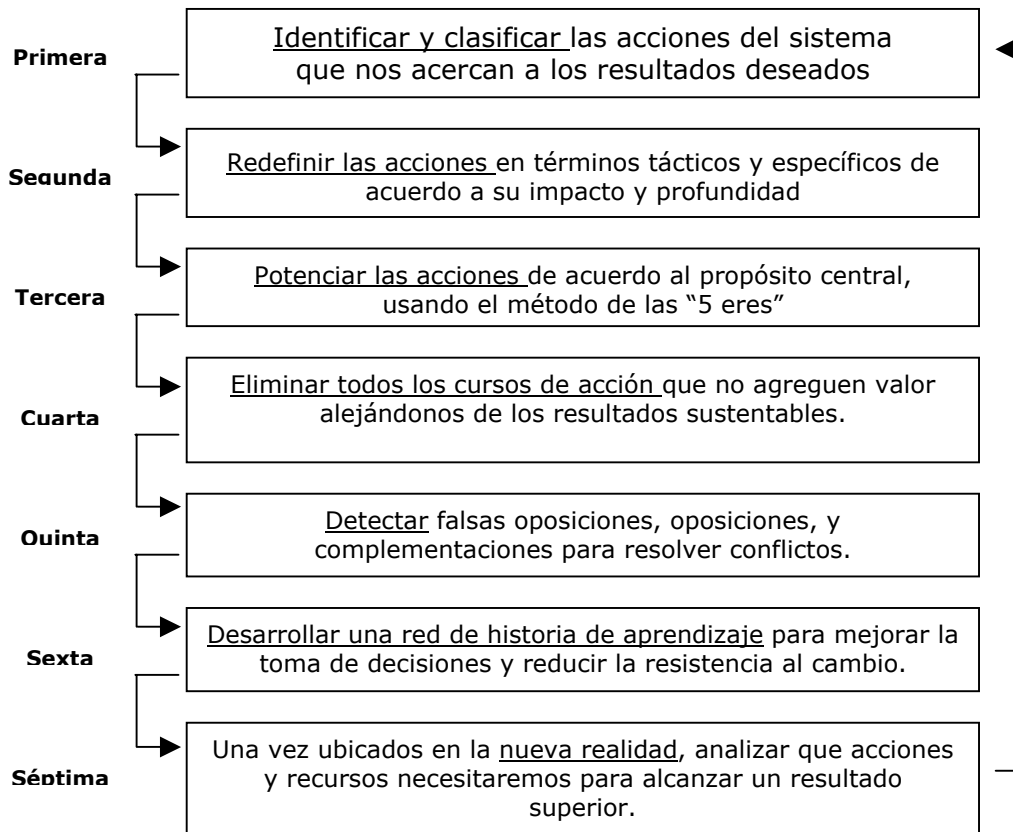 Primera
Identificar y clasificar las acciones del sistema
que nos acercan a los resultados deseados
Segunda
Redefinir las acciones en términos tácticos y específicos de
acuerdo a su impacto y profundidad
Tercera
Potenciar las acciones de acuerdo al propósito central,
usando el método de las “5 eres”
Cuarta
Eliminar todos los cursos de acción que no agreguen valor
alejándonos de los resultados sustentables.
Quinta
Detectar falsas oposiciones, oposiciones, y
complementaciones para resolver conflictos.
Sexta
Desarrollar una red de historia de aprendizaje para mejorar la
toma de decisiones y reducir la resistencia al cambio.
Séptima
Una vez ubicados en la nueva realidad, analizar que acciones
y recursos necesitaremos para alcanzar un resultado
superior.